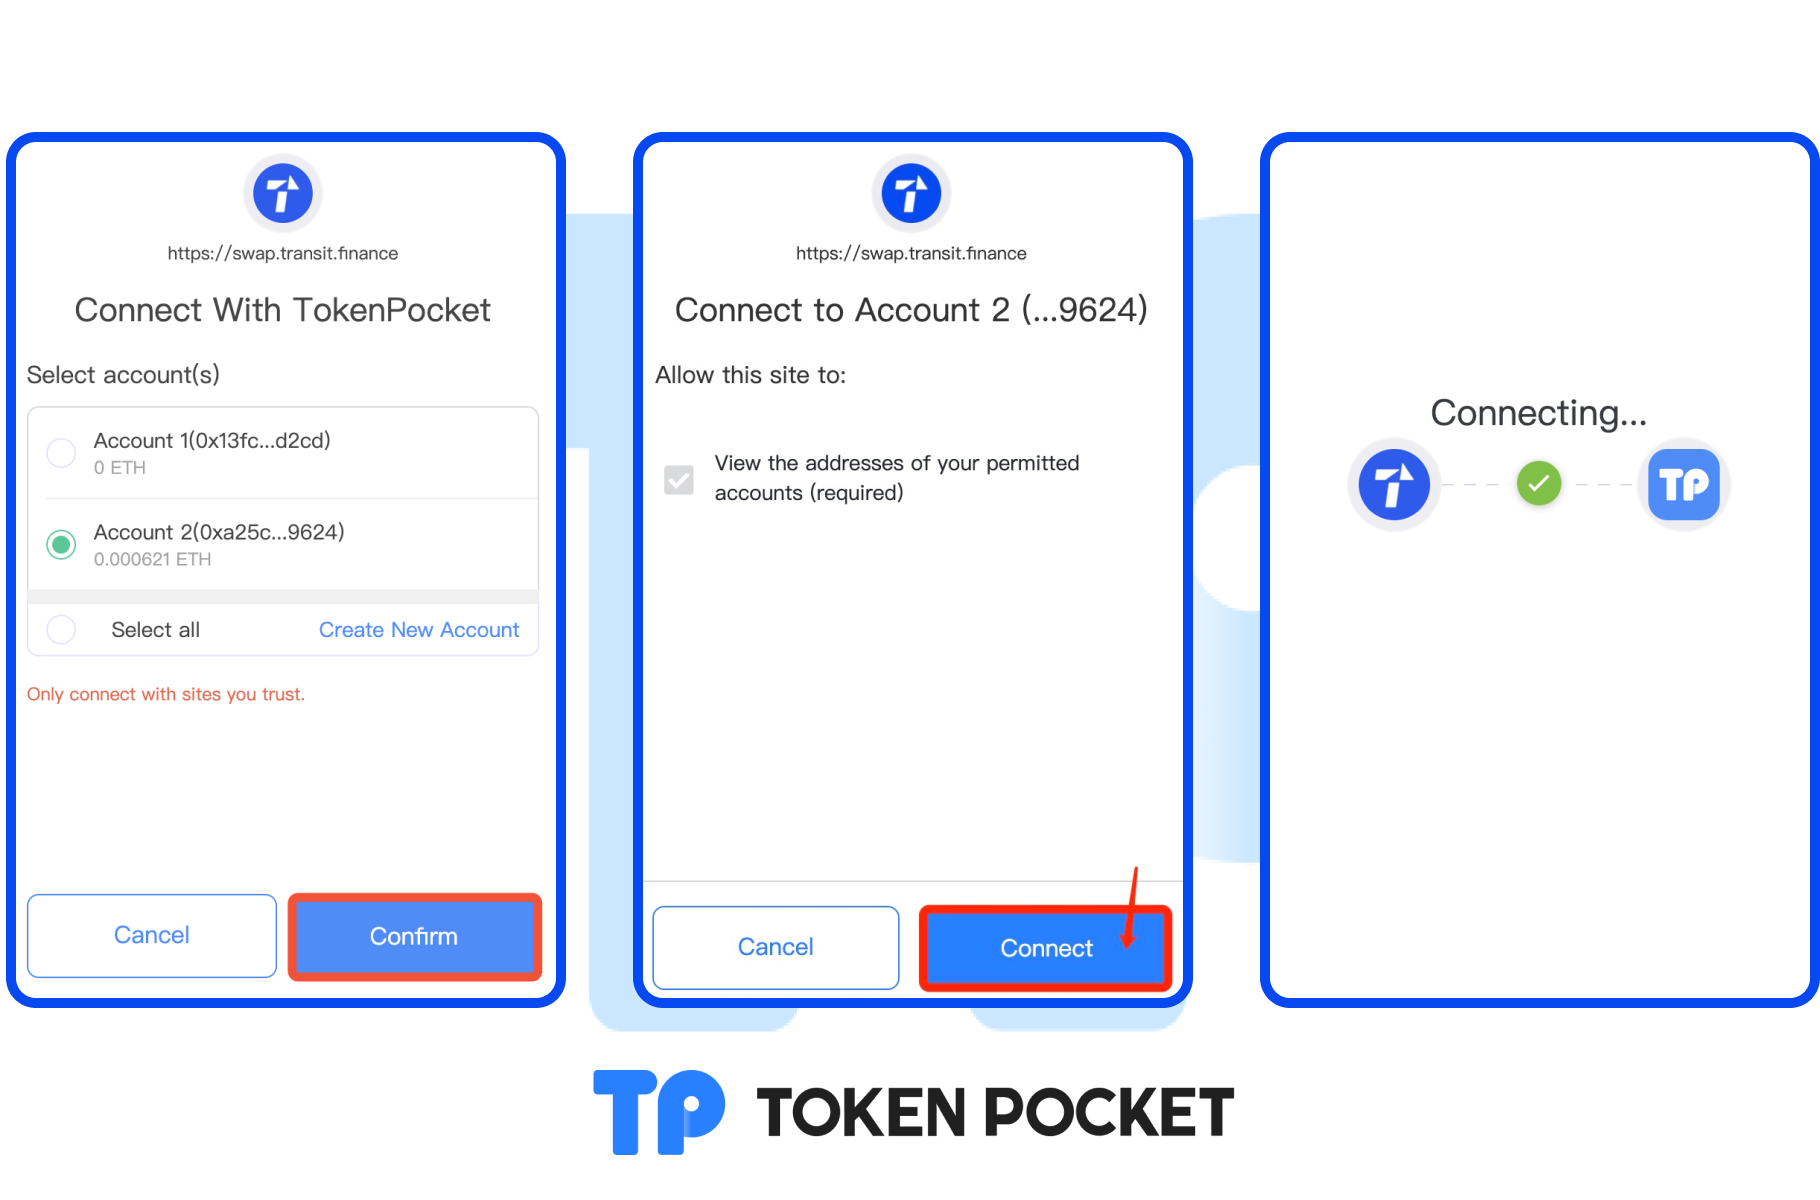 https://swap.transit.finance
Connect With TokenPocket
Select account(s)
Account 1(0x13fc...d2cd)
0 ETH
Account 2(0xa25c...9624)
0.000621 ETH
Select all
Create New Account
Only connect with sites you trust.
Cancel
Confirm
https://swap.transit.finance
Connect to Account 2 (...9624)
Allow this site to:
View the addresses of your permitted
accounts (required)
Cancel
Connect
Connecting...
TP
TP TOKEN POCKET